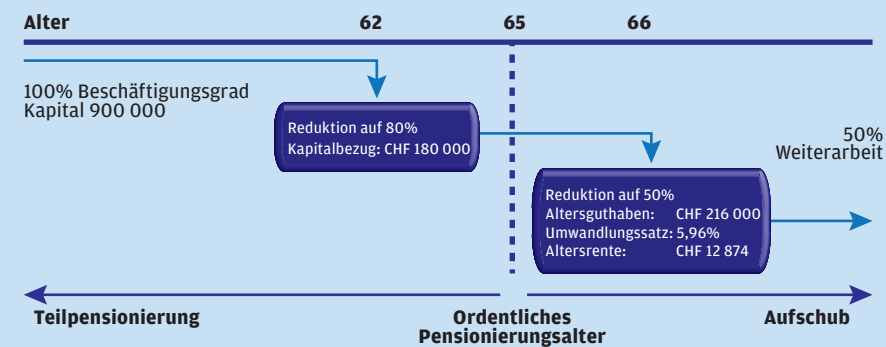 Alter 62 65 66
100% Beschäftigungsgrad
Kapital 900 000
Reduktion auf 80%
Kapitalbezug: CHF 180 000
50%
Weiterarbeit
Reduktion auf 50%
Altersguthaben: CHF 216 000
Umwandlungssatz: 5,96%
Altersrente: CHF 12 874
Teilpensionierung
Ordentliches
Pensionierungsalter
Aufschub